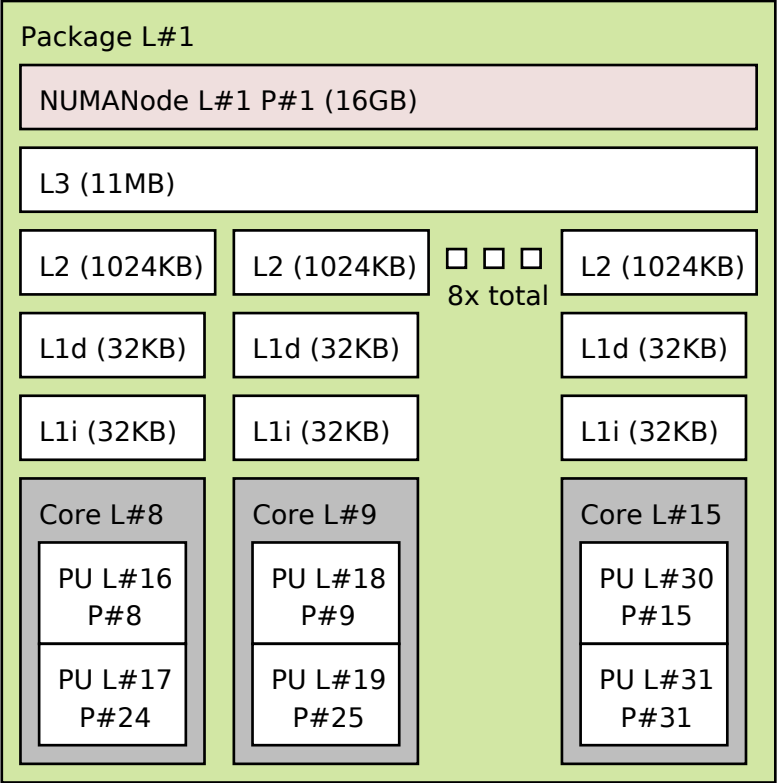 Package L#1
NUMANode L#1 P#1 (16GB)
L3 (11MB)
L2 (1024KB)
L2 (1024KB)
L2 (1024KB)
8x total
L1d (32KB)
L1d (32KB)
L1d (32KB)
L1i (32KB)
L1i (32KB)
L1i (32KB)
Core L#8
PU L#16
P#8
PU L#17
P#24
Core L#9
PU L#18
P#9
PU L#19
P#25
Core L#15
PU L#30
P#15
PU L#31
P#31